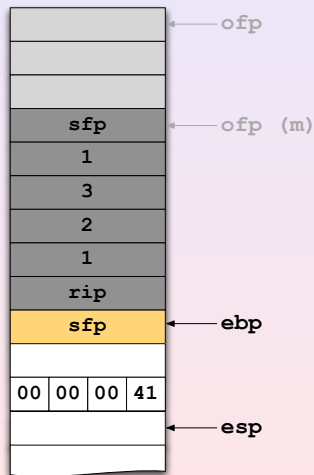 ofp
sfp ofp (m)
1
3
2
1
rip
sfp ebp
00 00 00 41
esp